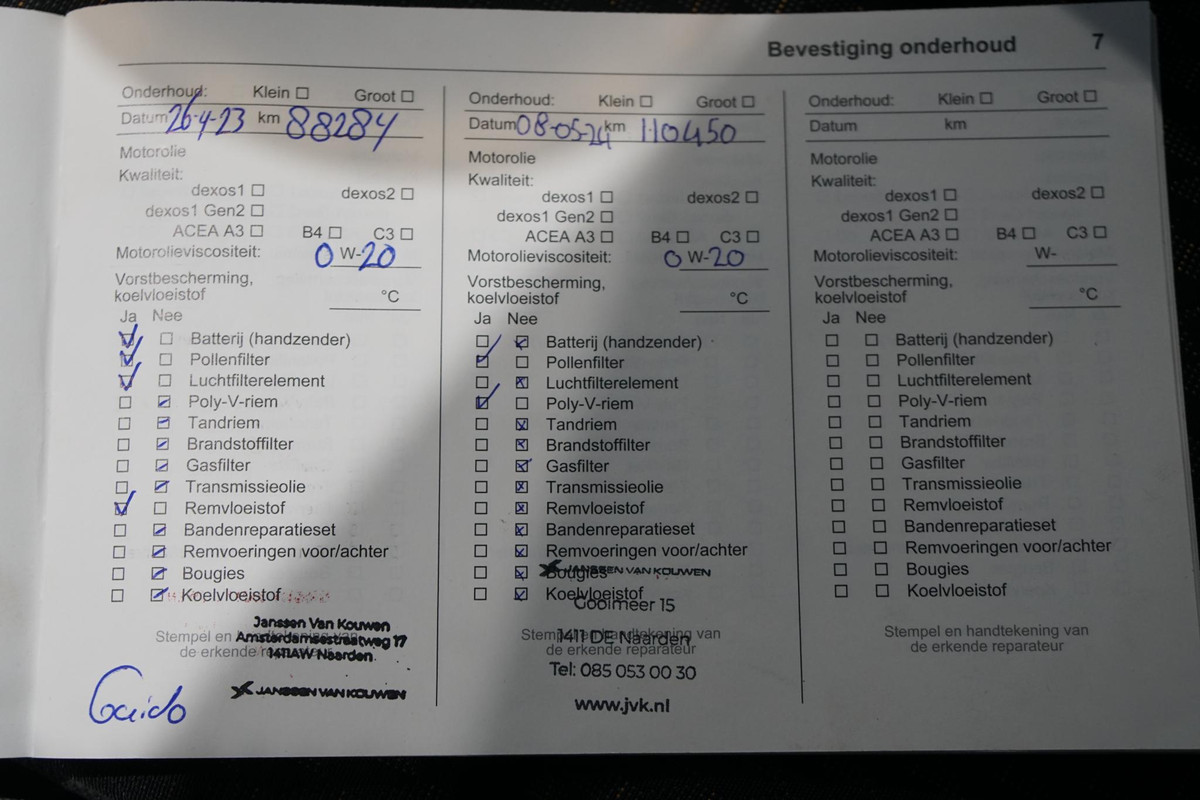 Bevestiging onderhoud 7
Onderhoud: Klein ☐ Groot ☐
Datum 26-4-23 km 88284
Motorolie
Kwaliteit:
dexos1 ☐ dexos2 ☐
dexos1 Gen2 ☐
ACEA A3 ☐ B4 ☐ C3 ☐
Motorolieviscositeit: 0 W-20
Vorstbescherming,
koelvloeistof °C
Ja Nee
☑ ☐ Batterij (handzender)
☑ ☐ Pollenfilter
☑ ☐ Luchtfilterelement
☐ ☑ Poly-V-riem
☐ ☑ Tandriem
☐ ☑ Brandstoffilter
☐ ☑ Gasfilter
☐ ☑ Transmissieolie
☑ ☐ Remvloeistof
☐ ☑ Bandenreparatieset
☐ ☑ Remvoeringen voor/achter
☐ ☑ Bougies
☐ ☑ Koelvloeistof
Janssen Van Kouwen
Stempel en handtekening van
Amsterdamsestraatweg 17
de erkende reparateur
1411AW Naarden
JANSSEN VAN KOUWEN
Guido
Onderhoud: Klein ☐ Groot ☐
Datum 08-05-24 km 110450
Motorolie
Kwaliteit:
dexos1 ☐ dexos2 ☐
dexos1 Gen2 ☐
ACEA A3 ☐ B4 ☐ C3 ☐
Motorolieviscositeit: 0 W-20
Vorstbescherming,
koelvloeistof °C
Ja Nee
☐ ☑ Batterij (handzender)
☑ ☐ Pollenfilter
☐ ☑ Luchtfilterelement
☑ ☐ Poly-V-riem
☐ ☑ Tandriem
☐ ☑ Brandstoffilter
☐ ☑ Gasfilter
☐ ☑ Transmissieolie
☐ ☑ Remvloeistof
☐ ☑ Bandenreparatieset
☐ ☑ Remvoeringen voor/achter
☐ ☑ Bougies
JANSSEN VAN KOUWEN
☐ ☑ Koelvloeistof
Gooimeer 15
Stempel en handtekening van
1411 DE Naarden
de erkende reparateur
Tel: 085 053 00 30
www.jvk.nl
Onderhoud: Klein ☐ Groot ☐
Datum km
Motorolie
Kwaliteit:
dexos1 ☐ dexos2 ☐
dexos1 Gen2 ☐
ACEA A3 ☐ B4 ☐ C3 ☐
Motorolieviscositeit: W-
Vorstbescherming,
koelvloeistof °C
Ja Nee
☐ ☐ Batterij (handzender)
☐ ☐ Pollenfilter
☐ ☐ Luchtfilterelement
☐ ☐ Poly-V-riem
☐ ☐ Tandriem
☐ ☐ Brandstoffilter
☐ ☐ Gasfilter
☐ ☐ Transmissieolie
☐ ☐ Remvloeistof
☐ ☐ Bandenreparatieset
☐ ☐ Remvoeringen voor/achter
☐ ☐ Bougies
☐ ☐ Koelvloeistof
Stempel en handtekening van
de erkende reparateur